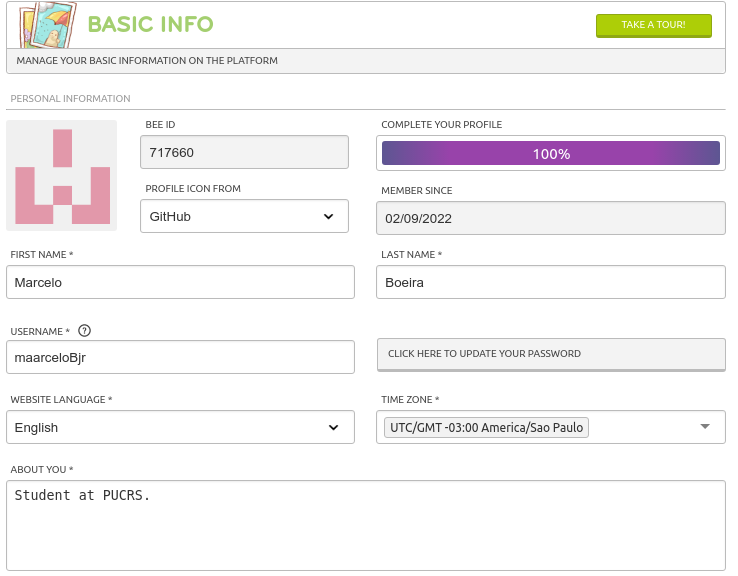 BASIC INFO
TAKE A TOUR!
MANAGE YOUR BASIC INFORMATION ON THE PLATFORM
PERSONAL INFORMATION
BEE ID
717660
COMPLETE YOUR PROFILE
100%
PROFILE ICON FROM
GitHub
MEMBER SINCE
02/09/2022
FIRST NAME *
Marcelo
LAST NAME *
Boeira
USERNAME * ?
maarceloBjr
CLICK HERE TO UPDATE YOUR PASSWORD
WEBSITE LANGUAGE *
English
TIME ZONE *
UTC/GMT -03:00 America/Sao Paulo
ABOUT YOU *
Student at PUCRS.